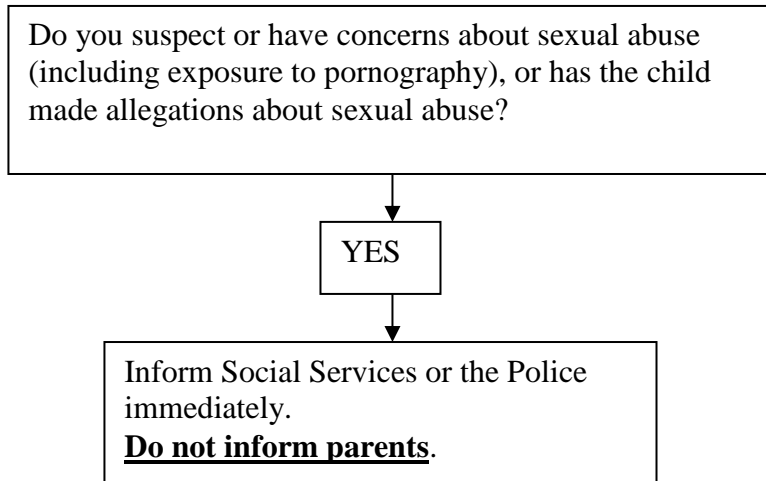 Do you suspect or have concerns about sexual abuse
(including exposure to pornography), or has the child
made allegations about sexual abuse?
YES
Inform Social Services or the Police
immediately.
Do not inform parents.